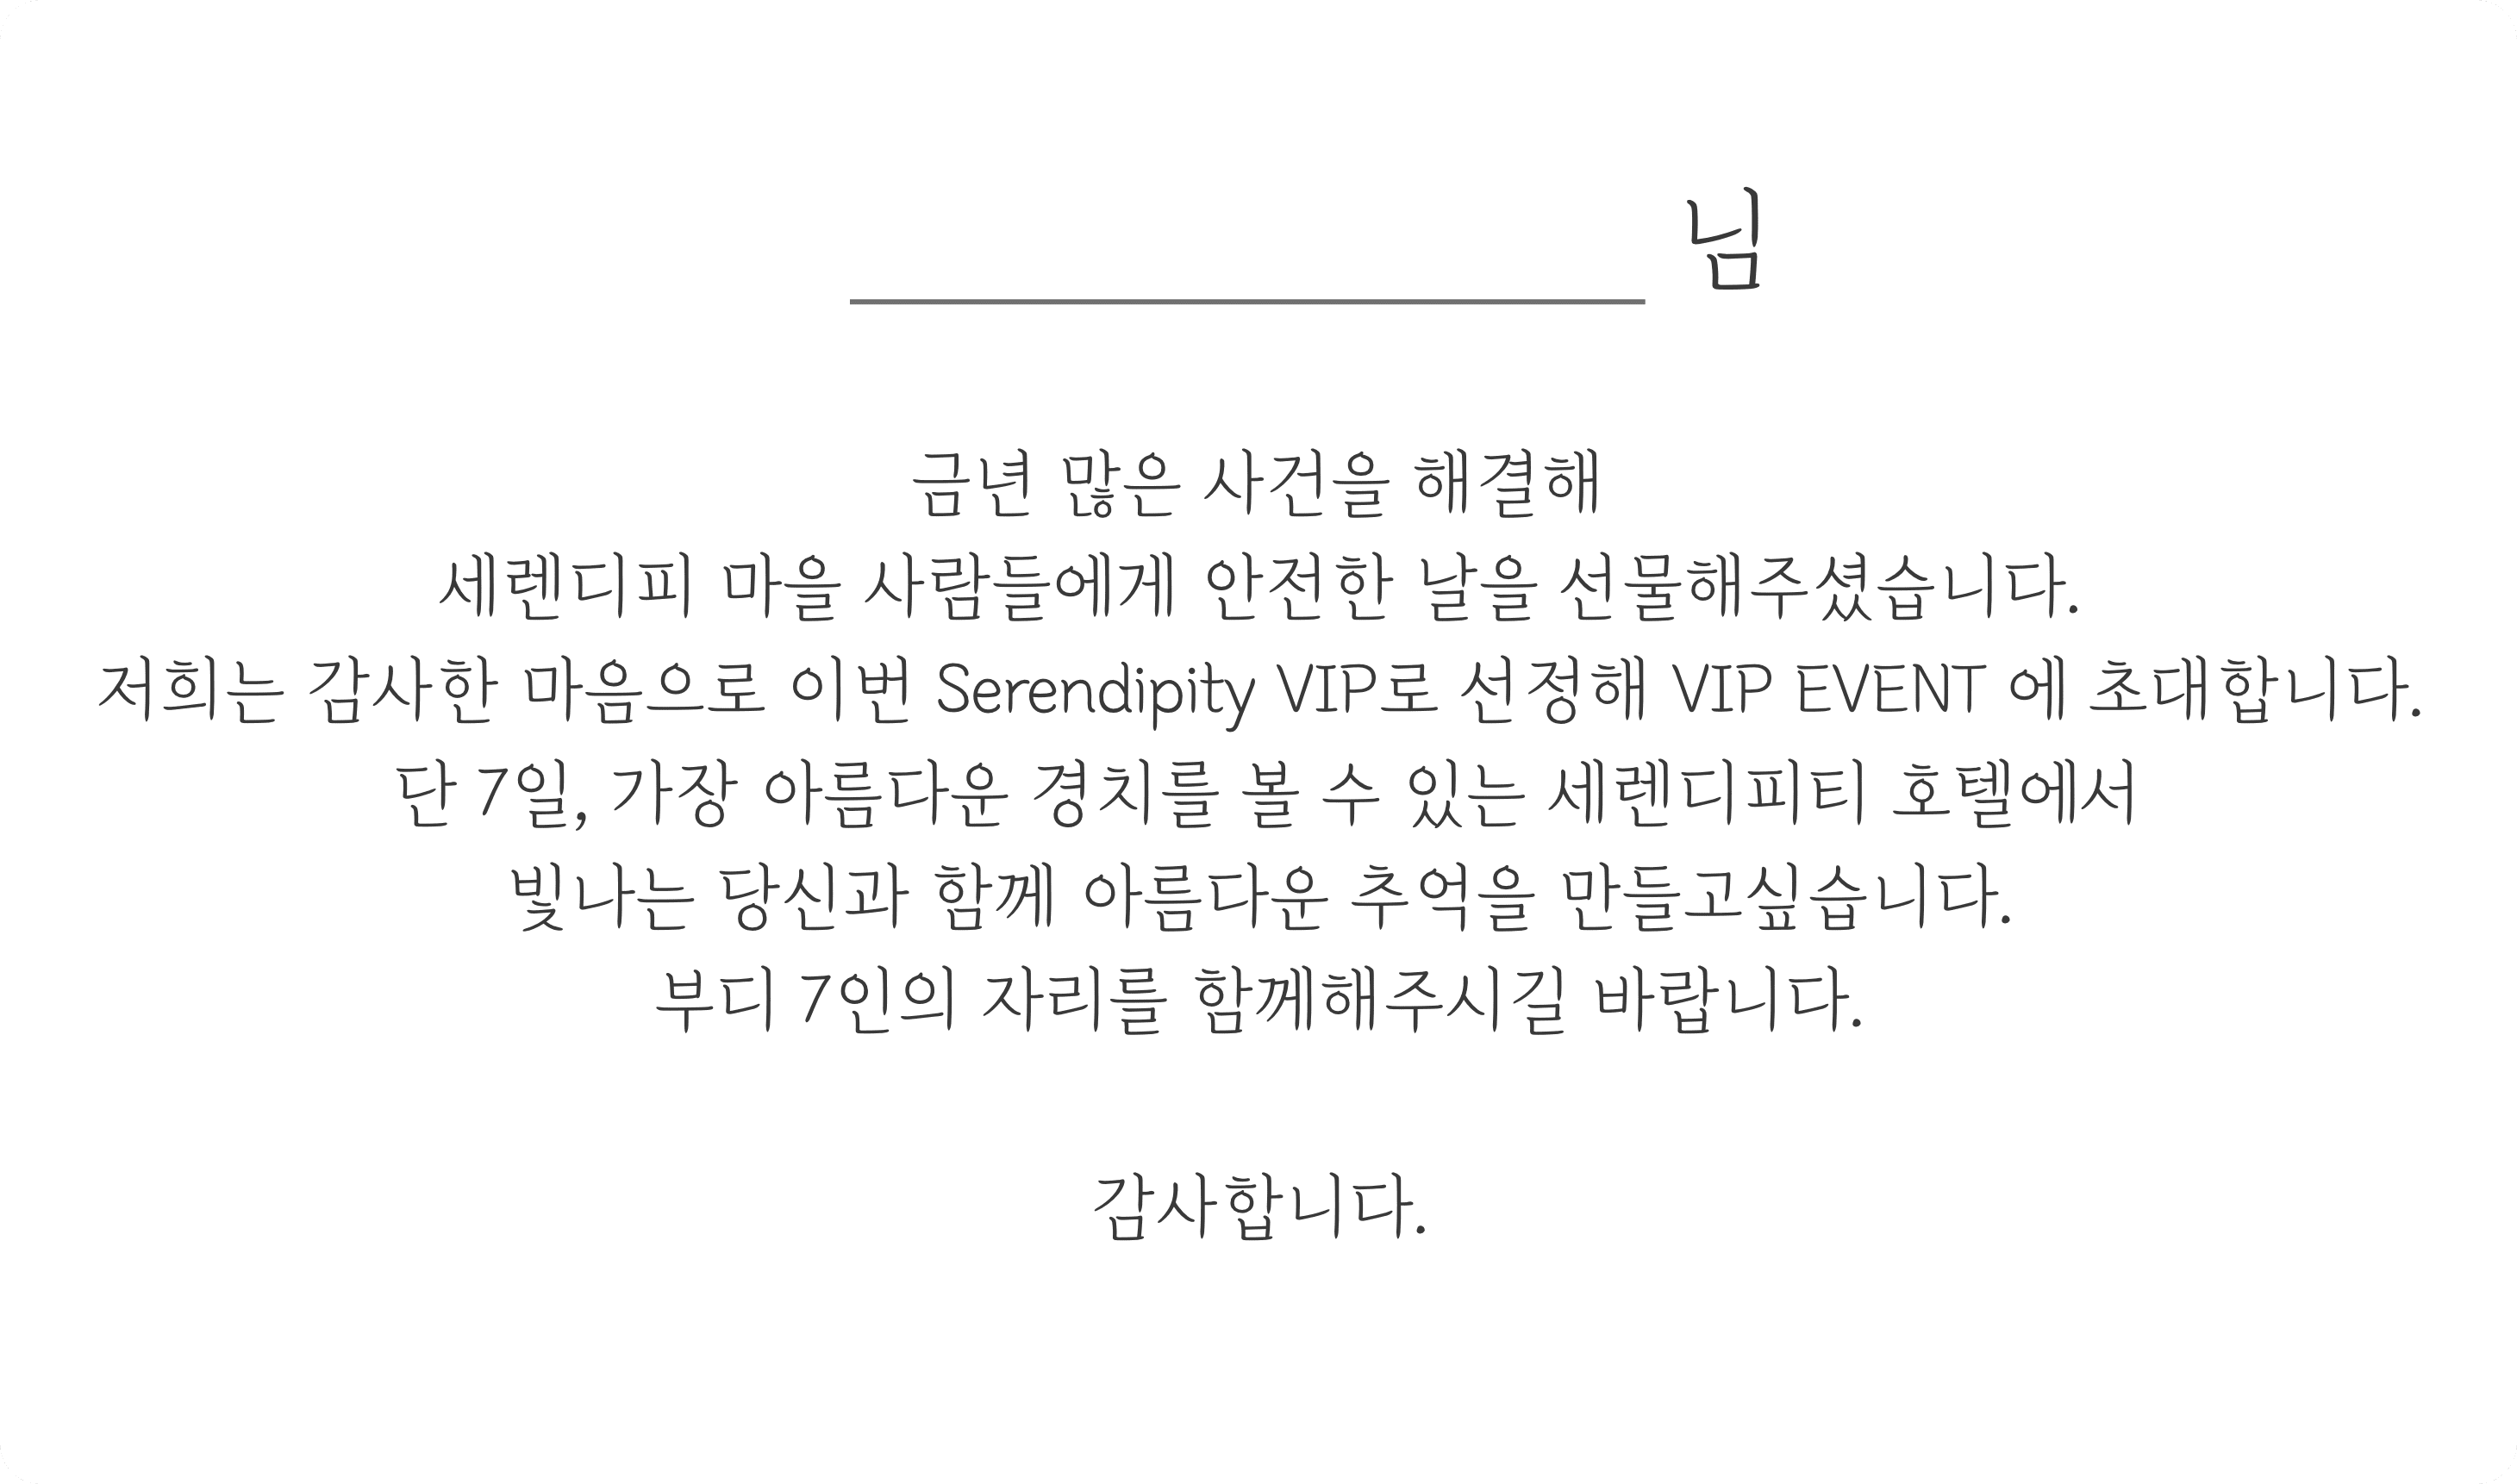 님
금년 많은 사건을 해결해
세렌디피 마을 사람들에게 안전한 날을 선물해주셨습니다.
저희는 감사한 마음으로 이번 Serendipity VIP로 선정해 VIP EVENT 에 초대합니다.
단 7일, 가장 아름다운 경치를 볼 수 있는 세렌디피티 호텔에서
빛나는 당신과 함께 아름다운 추억을 만들고싶습니다.
부디 7인의 자리를 함께해주시길 바랍니다.
감사합니다.